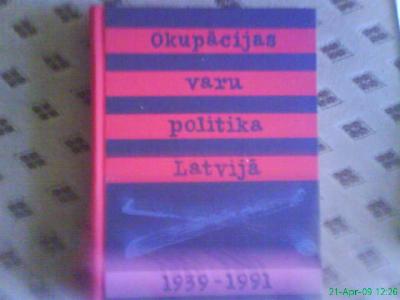 Okupācijas
varu
politika
Latvijā
1939-1991
21-Apr-09 12:26